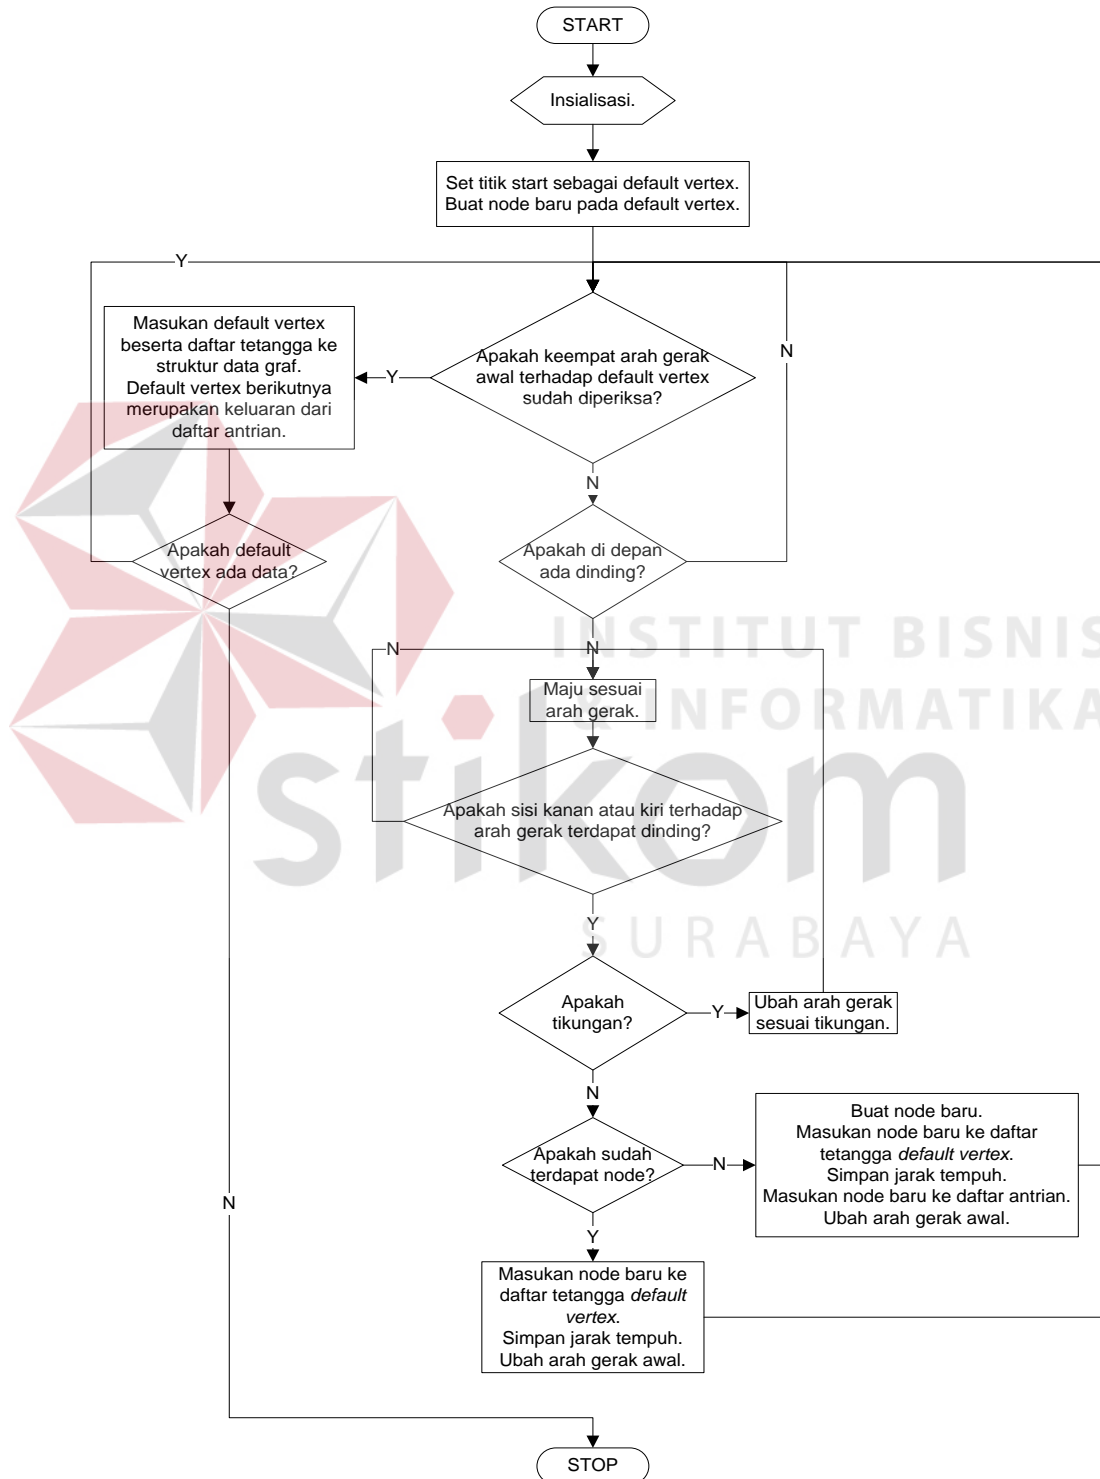 START
Insialisasi.
Set titik start sebagai default vertex.
Buat node baru pada default vertex.
Y
Masukan default vertex
beserta daftar tetangga ke
struktur data graf.
Default vertex berikutnya
merupakan keluaran dari
daftar antrian.
Y
Apakah keempat arah gerak
awal terhadap default vertex
sudah diperiksa?
N
N
Apakah default
vertex ada data?
Apakah di depan
ada dinding?
INSTITUT BISNIS
& INFORMATIKA
stikom
SURABAYA
N
N
Maju sesuai
arah gerak.
Apakah sisi kanan atau kiri terhadap
arah gerak terdapat dinding?
Y
Apakah
tikungan?
Y
Ubah arah gerak
sesuai tikungan.
N
Apakah sudah
terdapat node?
N
Buat node baru.
Masukan node baru ke daftar
tetangga default vertex.
Simpan jarak tempuh.
Masukan node baru ke daftar antrian.
Ubah arah gerak awal.
N
Y
Masukan node baru ke
daftar tetangga default
vertex.
Simpan jarak tempuh.
Ubah arah gerak awal.
STOP